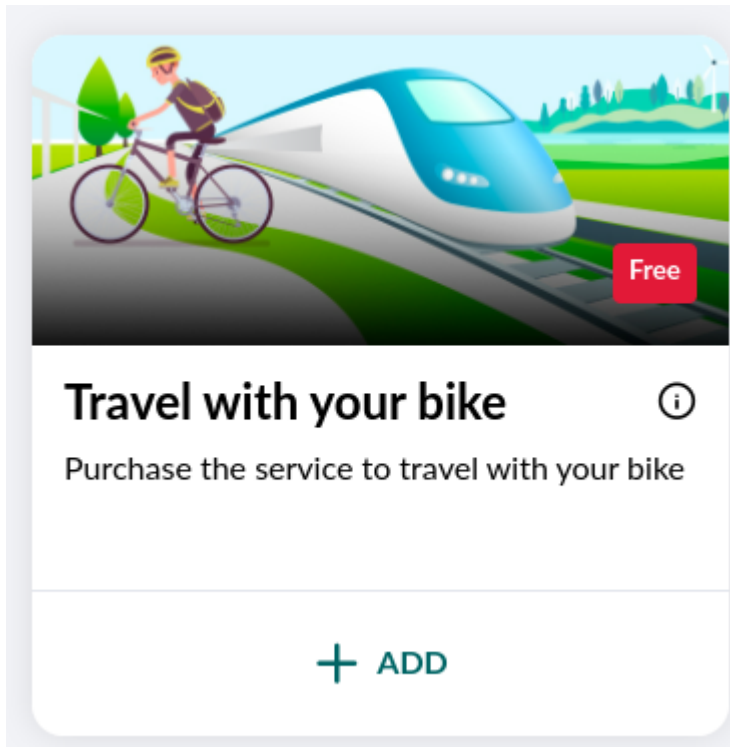 Free
Travel with your bike
Purchase the service to travel with your bike
ADD